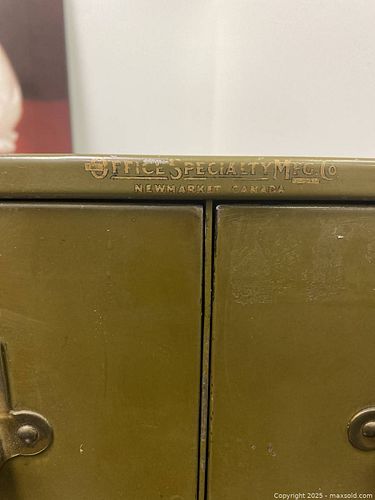 OFFICE SPECIALTY MFG. CO
NEWMARKET CANADA
Copyright 2025 - maxsold.com